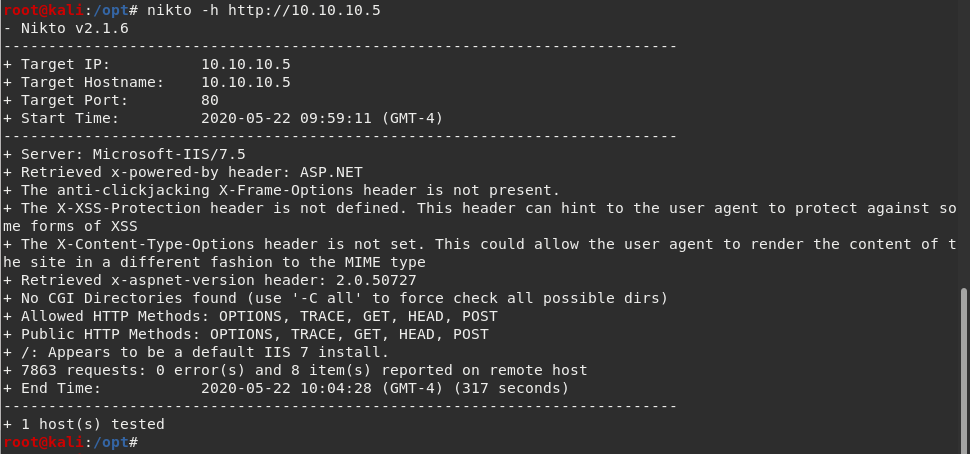 root@kali:/opt# nikto -h http://10.10.10.5
- Nikto v2.1.6
---------------------------------------------------------------------------
+ Target IP:          10.10.10.5
+ Target Hostname:    10.10.10.5
+ Target Port:        80
+ Start Time:         2020-05-22 09:59:11 (GMT-4)
---------------------------------------------------------------------------
+ Server: Microsoft-IIS/7.5
+ Retrieved x-powered-by header: ASP.NET
+ The anti-clickjacking X-Frame-Options header is not present.
+ The X-XSS-Protection header is not defined. This header can hint to the user agent to protect against so
me forms of XSS
+ The X-Content-Type-Options header is not set. This could allow the user agent to render the content of t
he site in a different fashion to the MIME type
+ Retrieved x-aspnet-version header: 2.0.50727
+ No CGI Directories found (use '-C all' to force check all possible dirs)
+ Allowed HTTP Methods: OPTIONS, TRACE, GET, HEAD, POST
+ Public HTTP Methods: OPTIONS, TRACE, GET, HEAD, POST
+ /: Appears to be a default IIS 7 install.
+ 7863 requests: 0 error(s) and 8 item(s) reported on remote host
+ End Time:           2020-05-22 10:04:28 (GMT-4) (317 seconds)
---------------------------------------------------------------------------
+ 1 host(s) tested
root@kali:/opt#